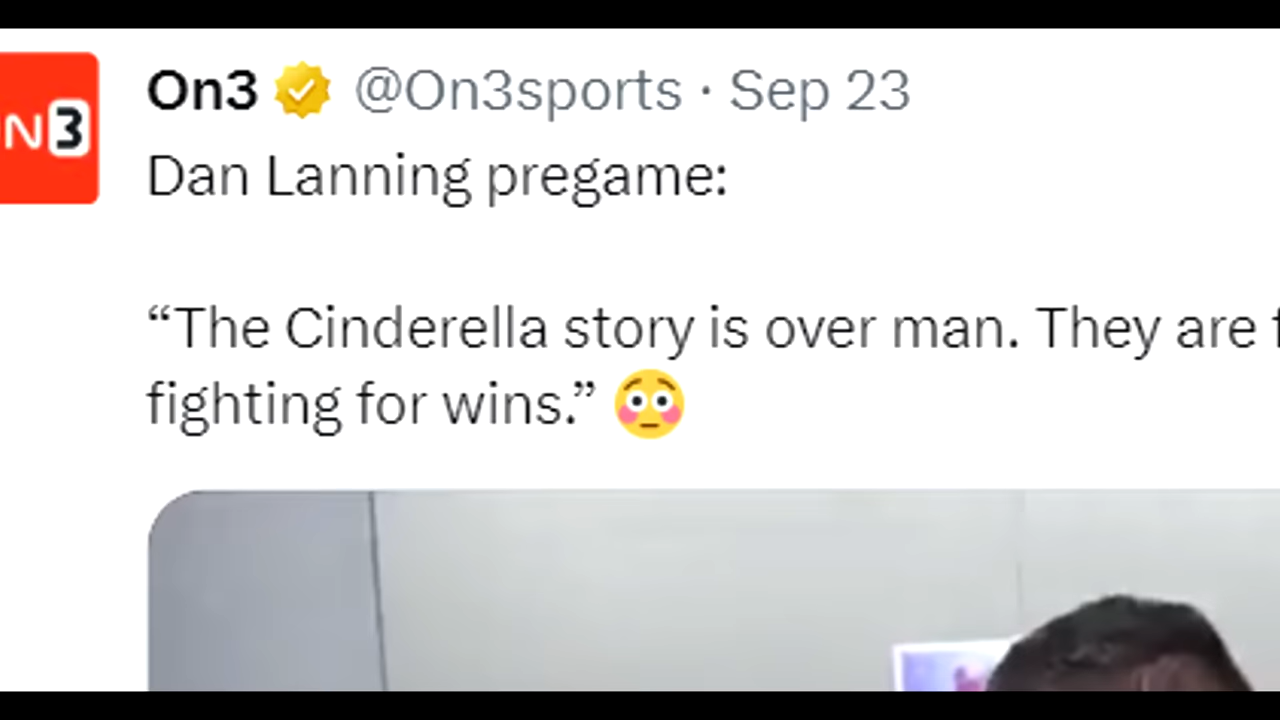 N3
On3 @On3sports · Sep 23
Dan Lanning pregame:
“The Cinderella story is over man. They are
fighting for wins.” 😳